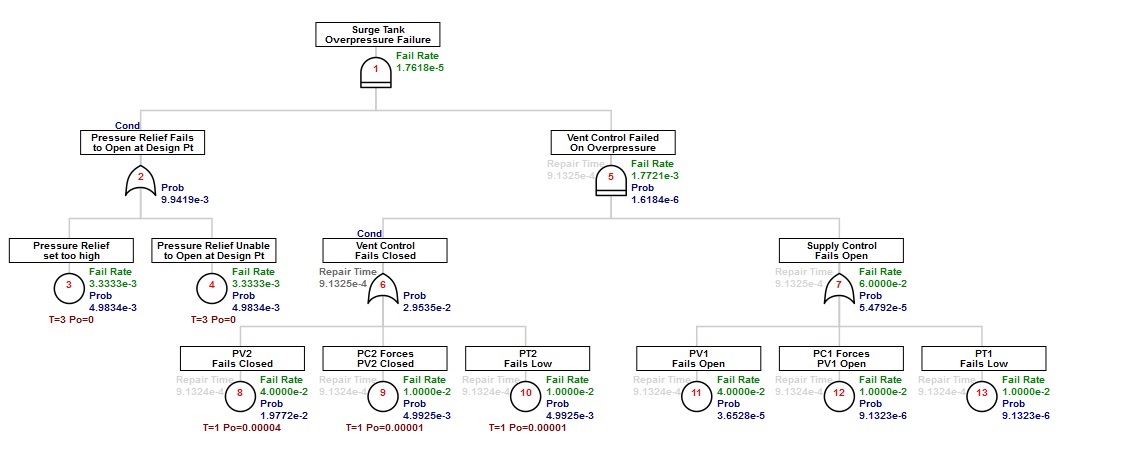 Surge Tank
Overpressure Failure
Fail Rate
1.7618e-5
1
Cond
Pressure Relief Fails
to Open at Design Pt
2
Prob
9.9419e-3
Vent Control Failed
On Overpressure
Repair Time
9.1325e-4
5
Fail Rate
1.7721e-3
Prob
1.6184e-6
Pressure Relief
set too high
3
Fail Rate
3.3333e-3
Prob
4.9834e-3
T=3 Po=0
Pressure Relief Unable
to Open at Design Pt
4
Fail Rate
3.3333e-3
Prob
4.9834e-3
T=3 Po=0
Cond
Vent Control
Fails Closed
Repair Time
9.1325e-4
6
Prob
2.9535e-2
Supply Control
Fails Open
Repair Time
9.1325e-4
7
Fail Rate
6.0000e-2
Prob
5.4792e-5
PV2
Fails Closed
Repair Time
9.1324e-4
8
Fail Rate
4.0000e-2
Prob
1.9772e-2
T=1 Po=0.00004
PC2 Forces
PV2 Closed
Repair Time
9.1324e-4
9
Fail Rate
1.0000e-2
Prob
4.9925e-3
T=1 Po=0.00001
PT2
Fails Low
Repair Time
9.1324e-4
10
Fail Rate
1.0000e-2
Prob
4.9925e-3
T=1 Po=0.00001
PV1
Fails Open
Repair Time
9.1324e-4
11
Fail Rate
4.0000e-2
Prob
3.6528e-5
PC1 Forces
PV1 Open
Repair Time
9.1324e-4
12
Fail Rate
1.0000e-2
Prob
9.1323e-6
PT1
Fails Low
Repair Time
9.1324e-4
13
Fail Rate
1.0000e-2
Prob
9.1323e-6